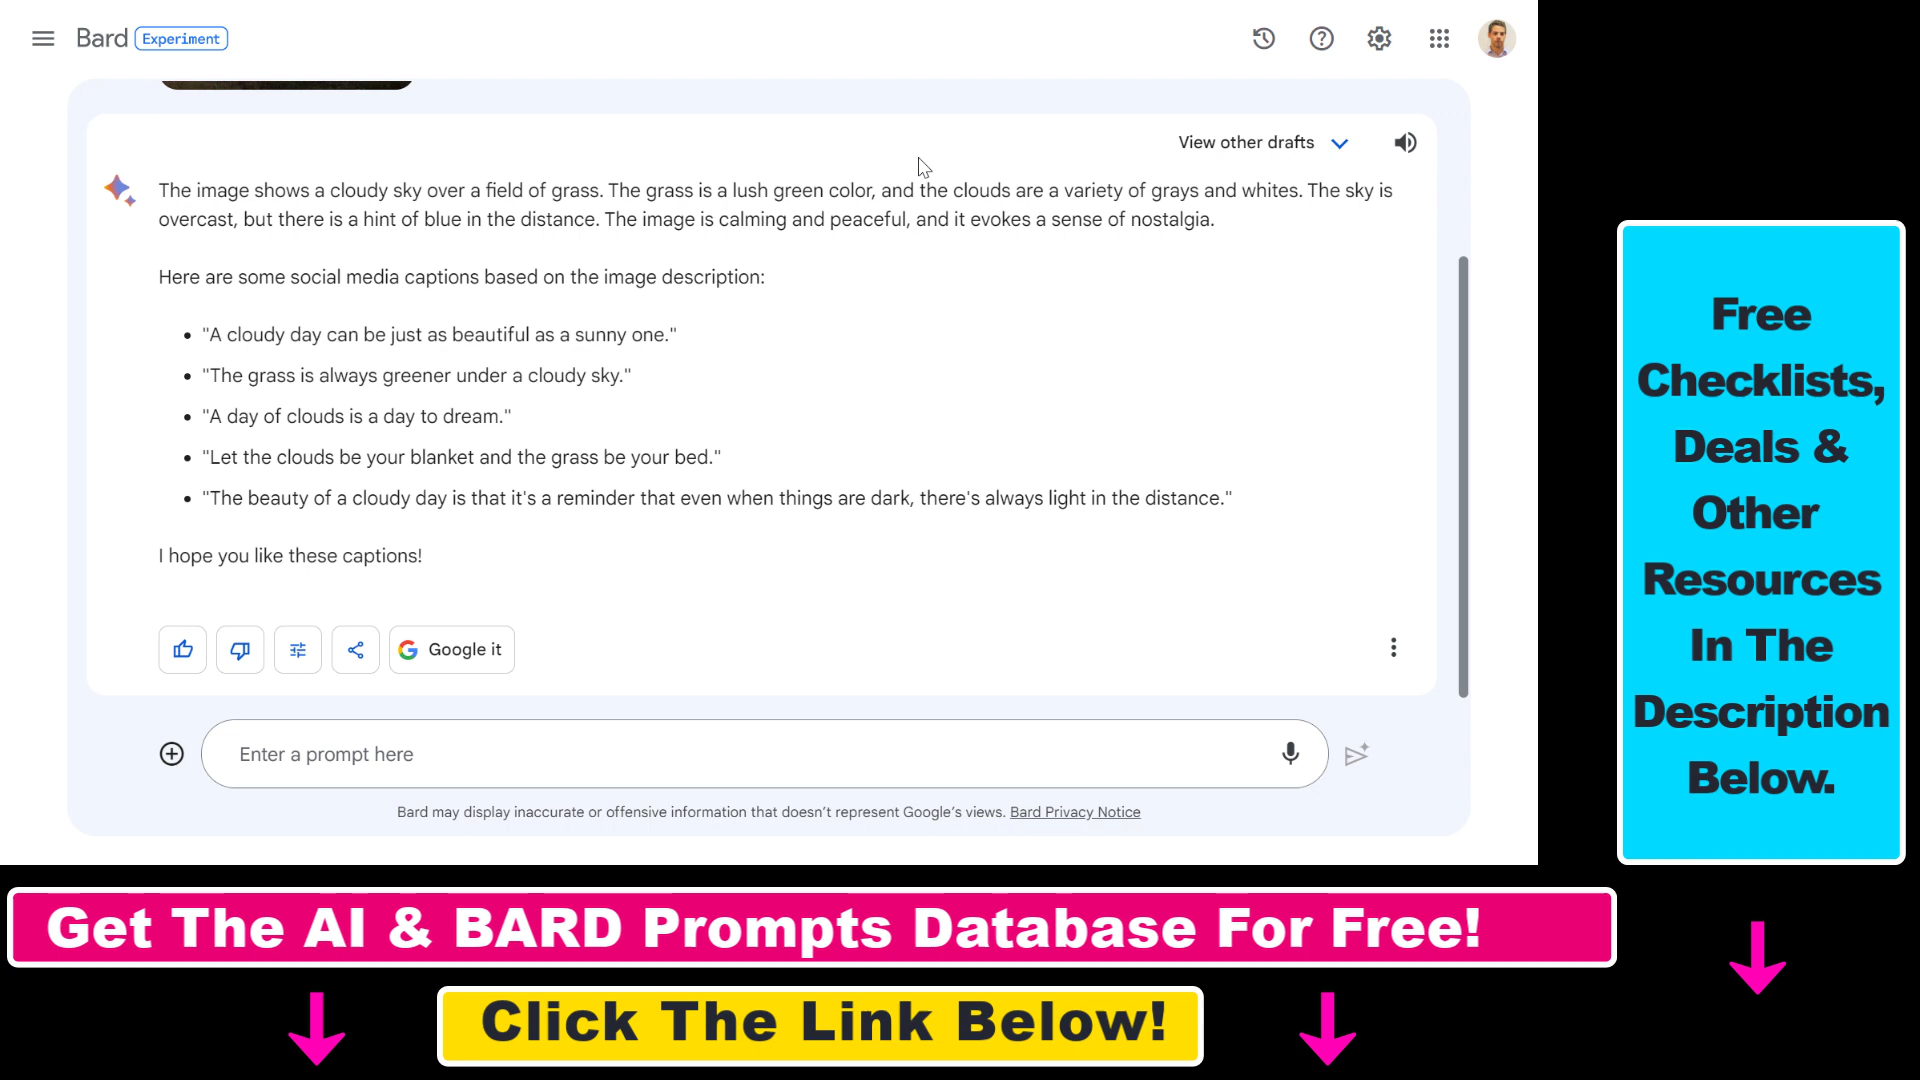 Bard Experiment
View other drafts
The image shows a cloudy sky over a field of grass. The grass is a lush green color, and the clouds are a variety of grays and whites. The sky is
overcast, but there is a hint of blue in the distance. The image is calming and peaceful, and it evokes a sense of nostalgia.
Here are some social media captions based on the image description:
• "A cloudy day can be just as beautiful as a sunny one."
• "The grass is always greener under a cloudy sky."
• "A day of clouds is a day to dream."
• "Let the clouds be your blanket and the grass be your bed."
• "The beauty of a cloudy day is that it's a reminder that even when things are dark, there's always light in the distance."
I hope you like these captions!
Google it
Enter a prompt here
Bard may display inaccurate or offensive information that doesn’t represent Google’s views. Bard Privacy Notice
Free
Checklists,
Deals &
Other
Resources
In The
Description
Below.
Get The AI & BARD Prompts Database For Free!
Click The Link Below!